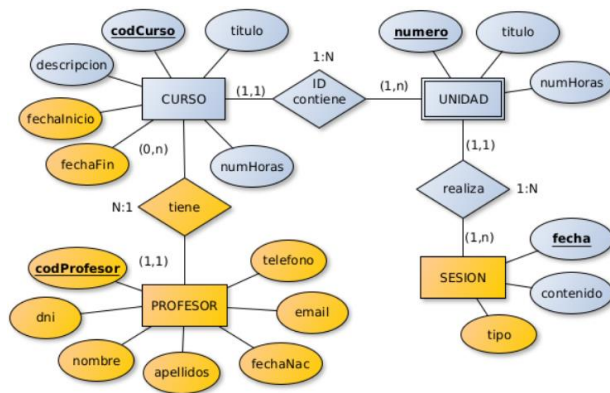 codCurso
titulo
descripcion
CURSO
fechaInicio
fechaFin
numHoras
(1,1)
1:N
ID
contiene
(1,n)
numero
titulo
UNIDAD
numHoras
(0,n)
N:1
tiene
(1,1)
(1,1)
realiza
1:N
(1,n)
codProfesor
telefono
PROFESOR
dni
email
nombre
apellidos
fechaNac
fecha
SESION
contenido
tipo